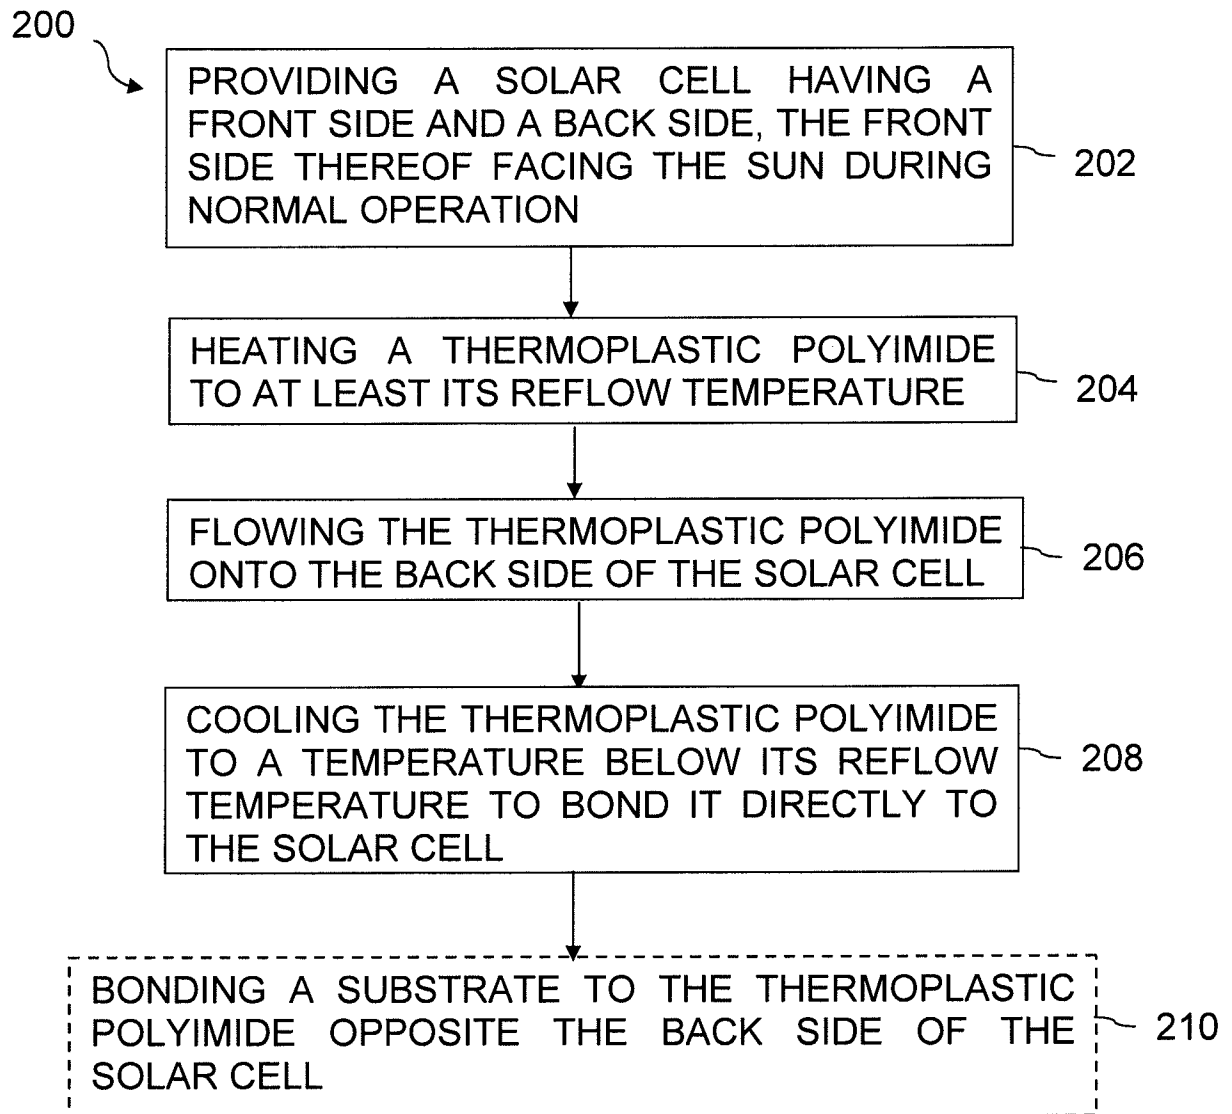 200
PROVIDING A SOLAR CELL HAVING A
FRONT SIDE AND A BACK SIDE, THE FRONT
SIDE THEREOF FACING THE SUN DURING
NORMAL OPERATION
202
HEATING A THERMOPLASTIC POLYIMIDE
TO AT LEAST ITS REFLOW TEMPERATURE
204
FLOWING THE THERMOPLASTIC POLYIMIDE
ONTO THE BACK SIDE OF THE SOLAR CELL
206
COOLING THE THERMOPLASTIC POLYIMIDE
TO A TEMPERATURE BELOW ITS REFLOW
TEMPERATURE TO BOND IT DIRECTLY TO
THE SOLAR CELL
208
BONDING A SUBSTRATE TO THE THERMOPLASTIC
POLYIMIDE OPPOSITE THE BACK SIDE OF THE
SOLAR CELL
210